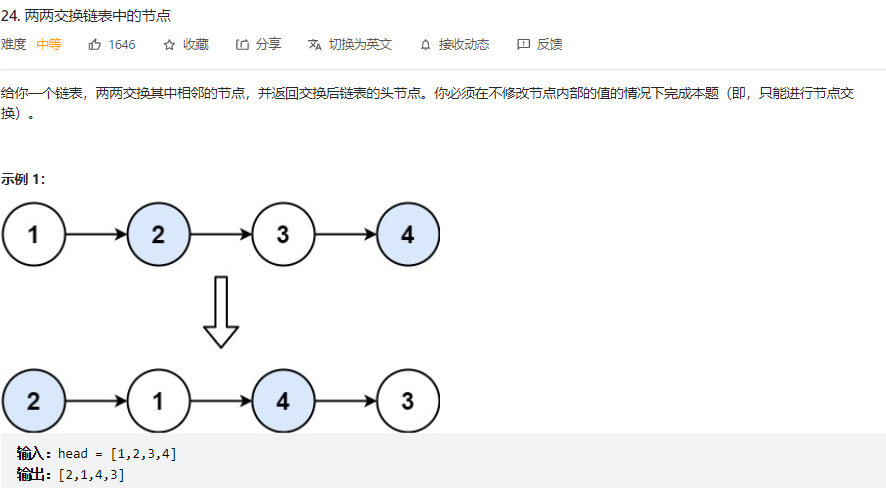 24. 两两交换链表中的节点
难度 中等 1646 收藏 分享 切换为英文 接收动态 反馈
给你一个链表，两两交换其中相邻的节点，并返回交换后链表的头节点。你必须在不修改节点内部的值的情况下完成本题（即，只能进行节点交
换）。
示例 1：
1 2 3 4
2 1 4 3
输入：head = [1,2,3,4]
输出：[2,1,4,3]